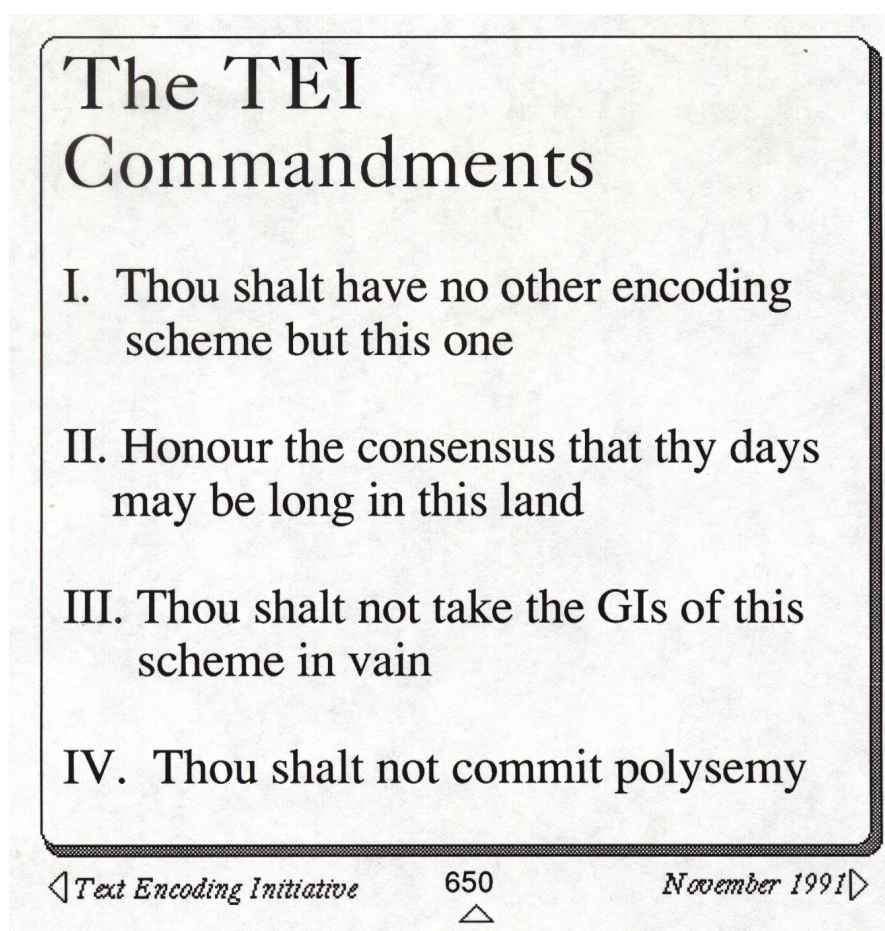 The TEI
Commandments
I. Thou shalt have no other encoding
scheme but this one
II. Honour the consensus that thy days
may be long in this land
III. Thou shalt not take the GIs of this
scheme in vain
IV. Thou shalt not commit polysemy
Text Encoding Initiative 650 November 1991